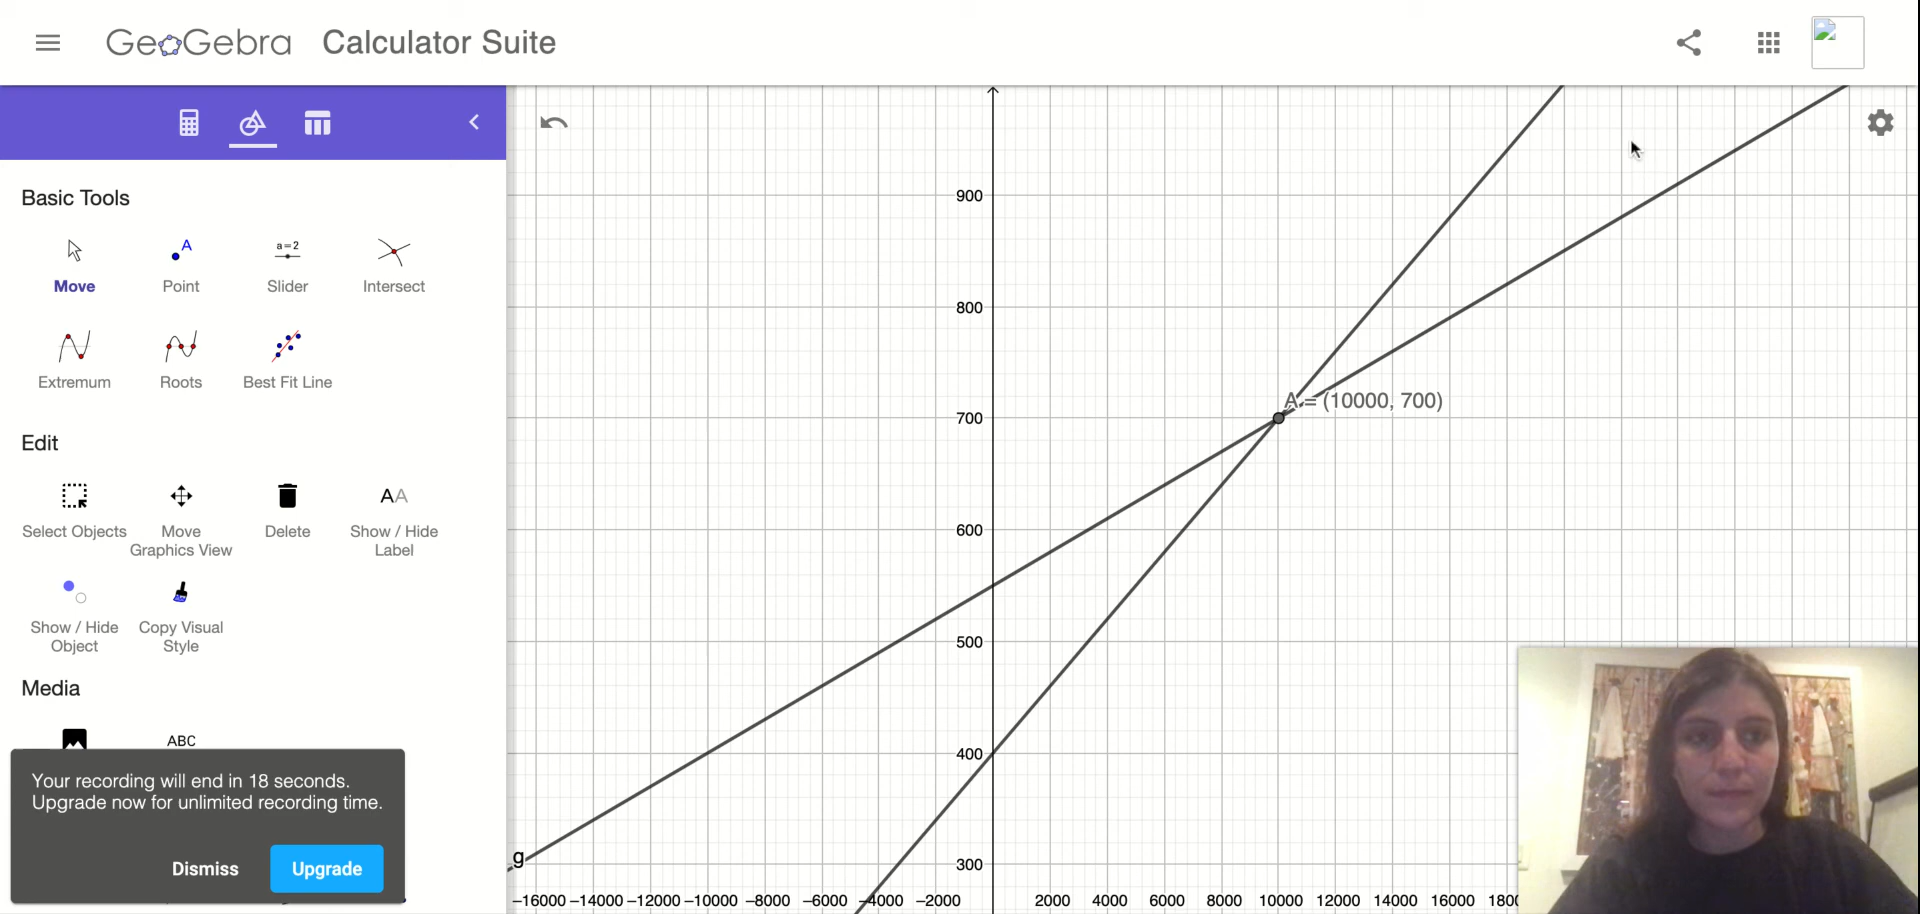 GeoGebra Calculator Suite
Basic Tools
a=2
A
Move Point Slider Intersect
Extremum Roots Best Fit Line
Edit
AA
Select Objects Move Graphics View Delete Show / Hide Label
Show / Hide Object Copy Visual Style
Media
ABC
Your recording will end in 18 seconds.
Upgrade now for unlimited recording time.
Dismiss Upgrade
900
800
A = (10000, 700)
700
600
500
400
g
300
−16000 −14000 −12000 −10000 −8000 −6000 −4000 −2000 2000 4000 6000 8000 10000 12000 14000 16000